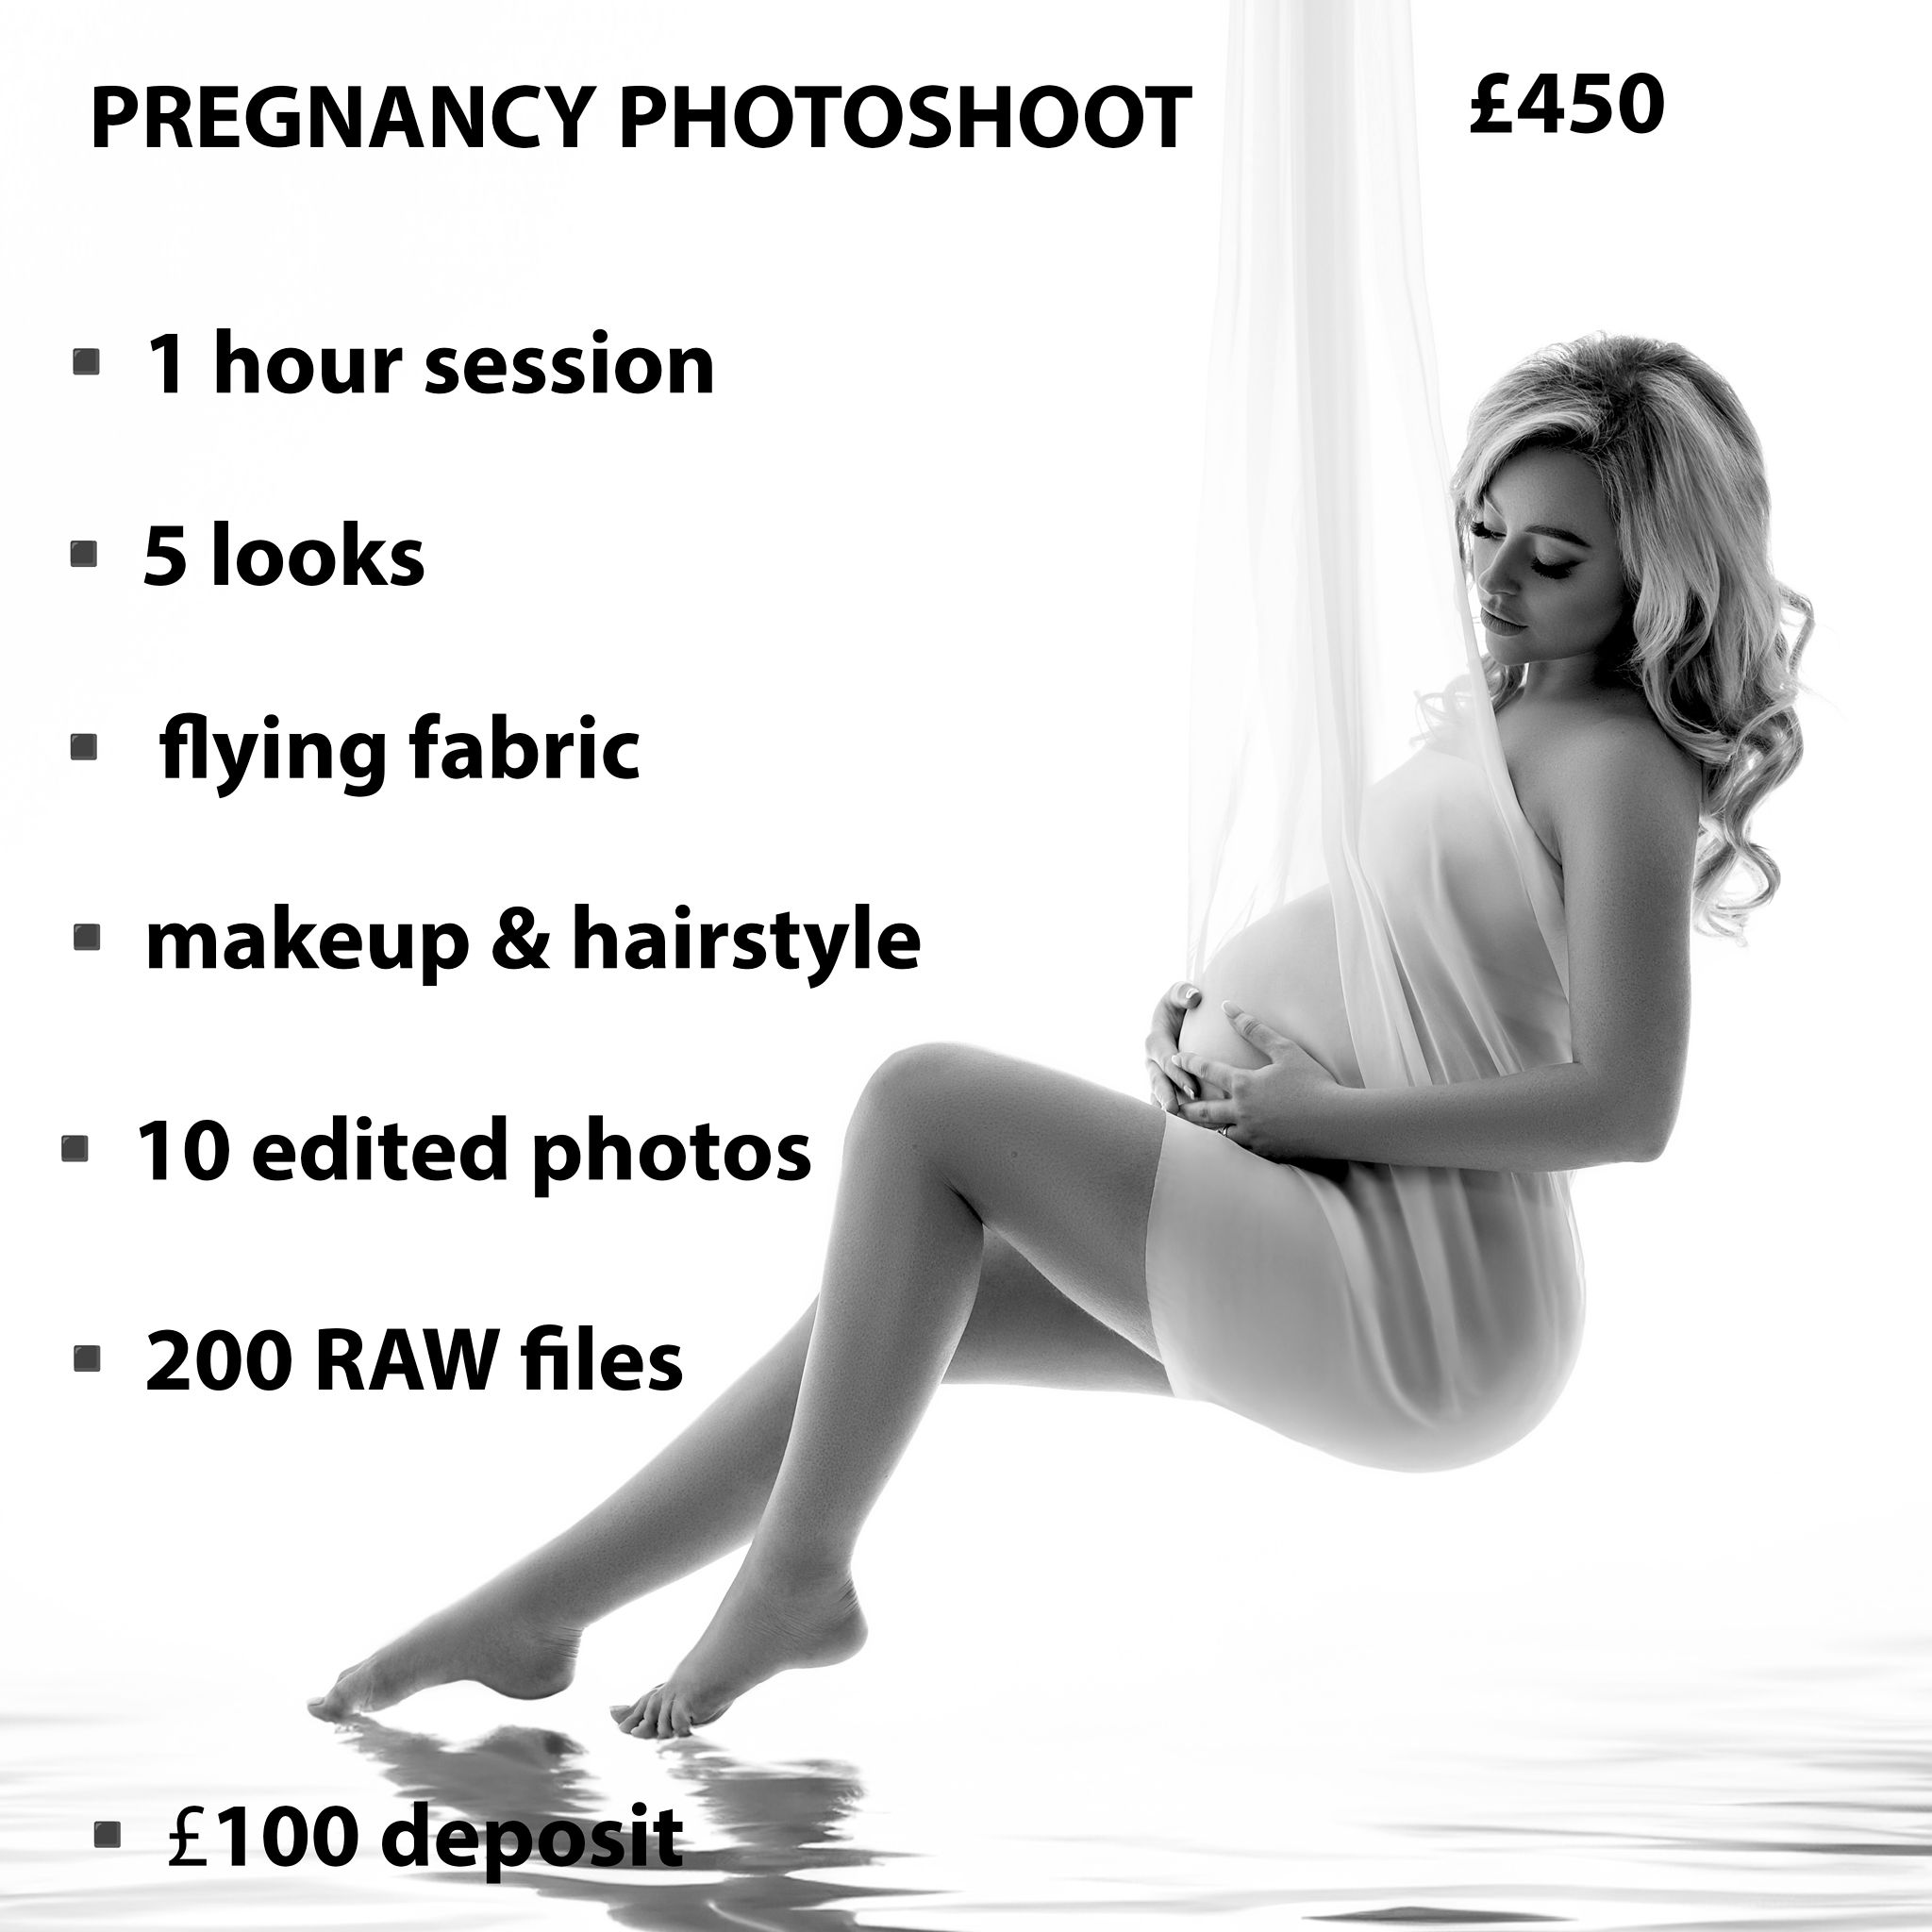 PREGNANCY PHOTOSHOOT £450
▪ 1 hour session
▪ 5 looks
▪ flying fabric
▪ makeup & hairstyle
▪ 10 edited photos
▪ 200 RAW files
▪ £100 deposit